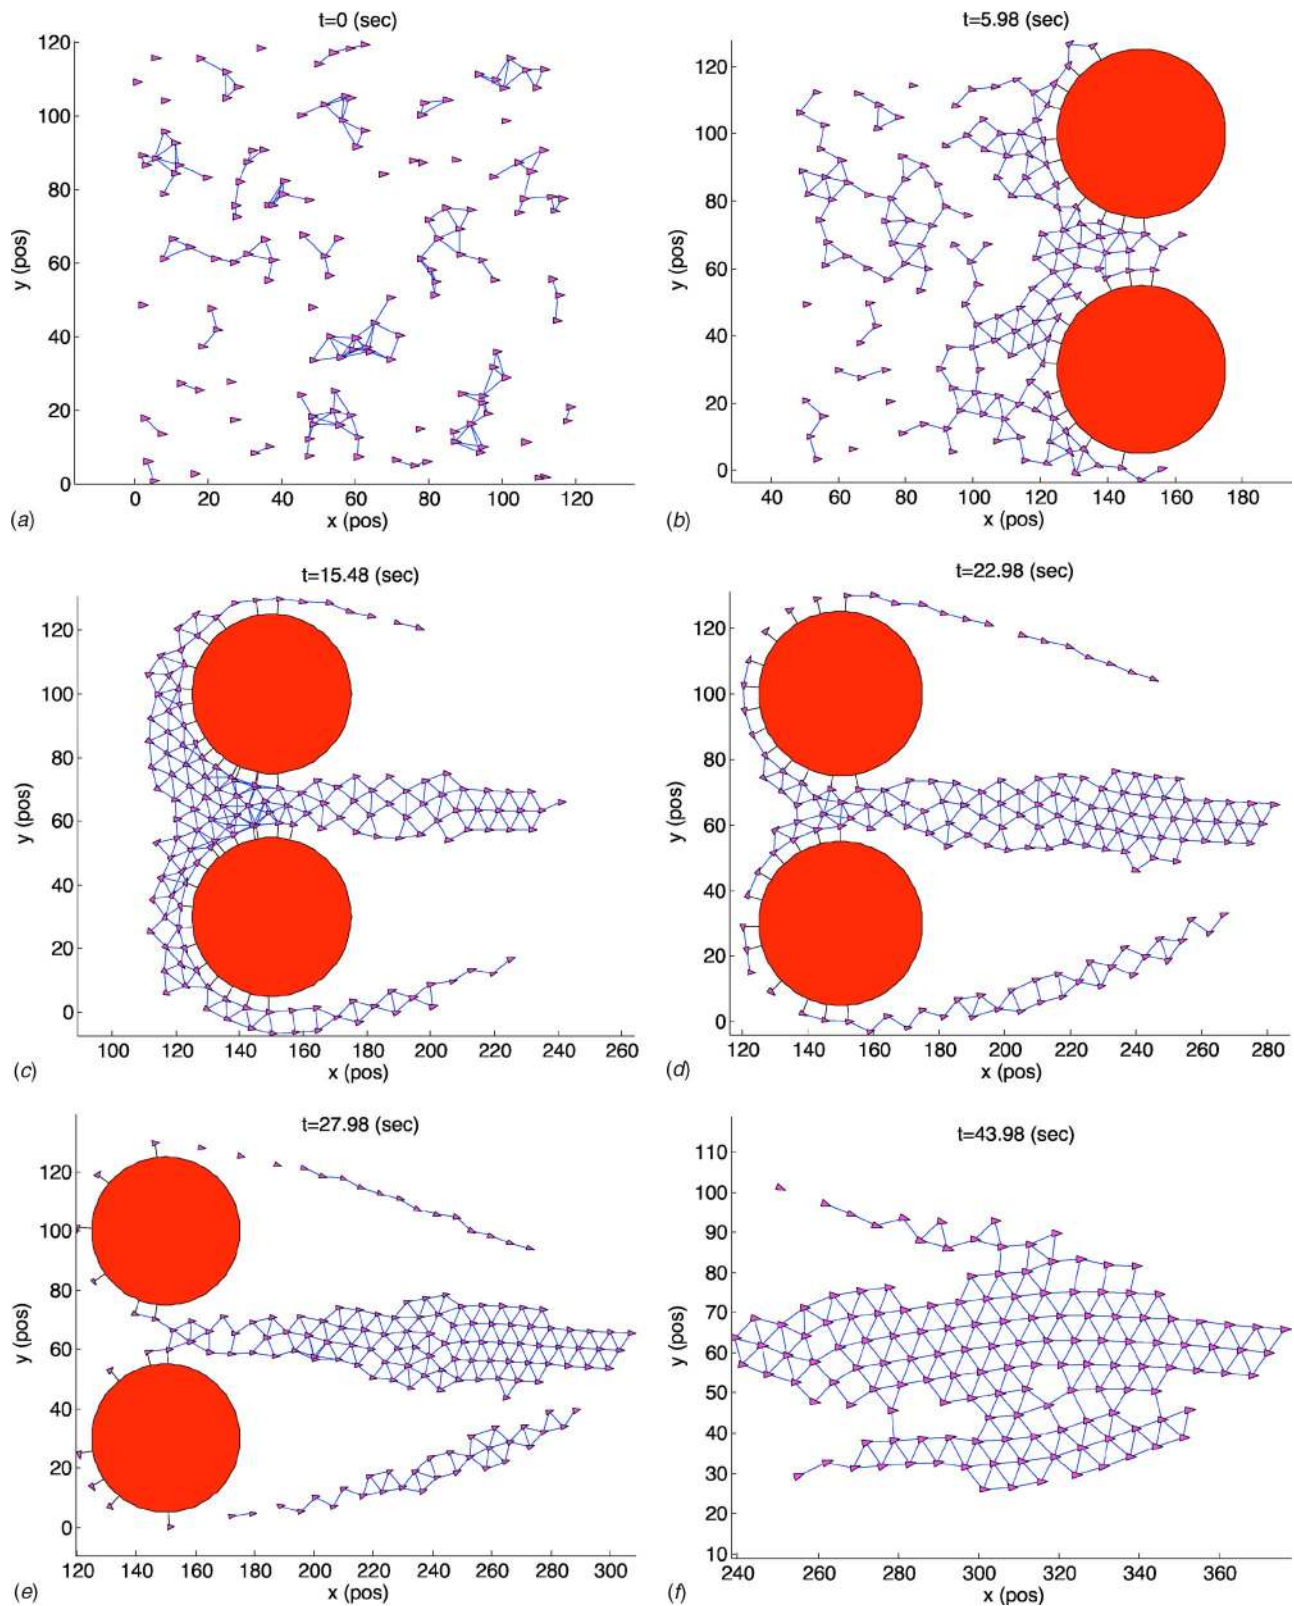 t=0 (sec)
120
100
80
60
40
20
0
y (pos)
0 20 40 60 80 100 120
x (pos)
(a)
t=5.98 (sec)
120
100
80
60
40
20
0
y (pos)
40 60 80 100 120 140 160 180
x (pos)
(b)
t=15.48 (sec)
120
100
80
60
40
20
0
y (pos)
100 120 140 160 180 200 220 240 260
x (pos)
(c)
t=22.98 (sec)
120
100
80
60
40
20
0
y (pos)
120 140 160 180 200 220 240 260 280
x (pos)
(d)
t=27.98 (sec)
120
100
80
60
40
20
0
y (pos)
120 140 160 180 200 220 240 260 280 300
x (pos)
(e)
t=43.98 (sec)
110
100
90
80
70
60
50
40
30
20
10
y (pos)
240 260 280 300 320 340 360
x (pos)
(f)